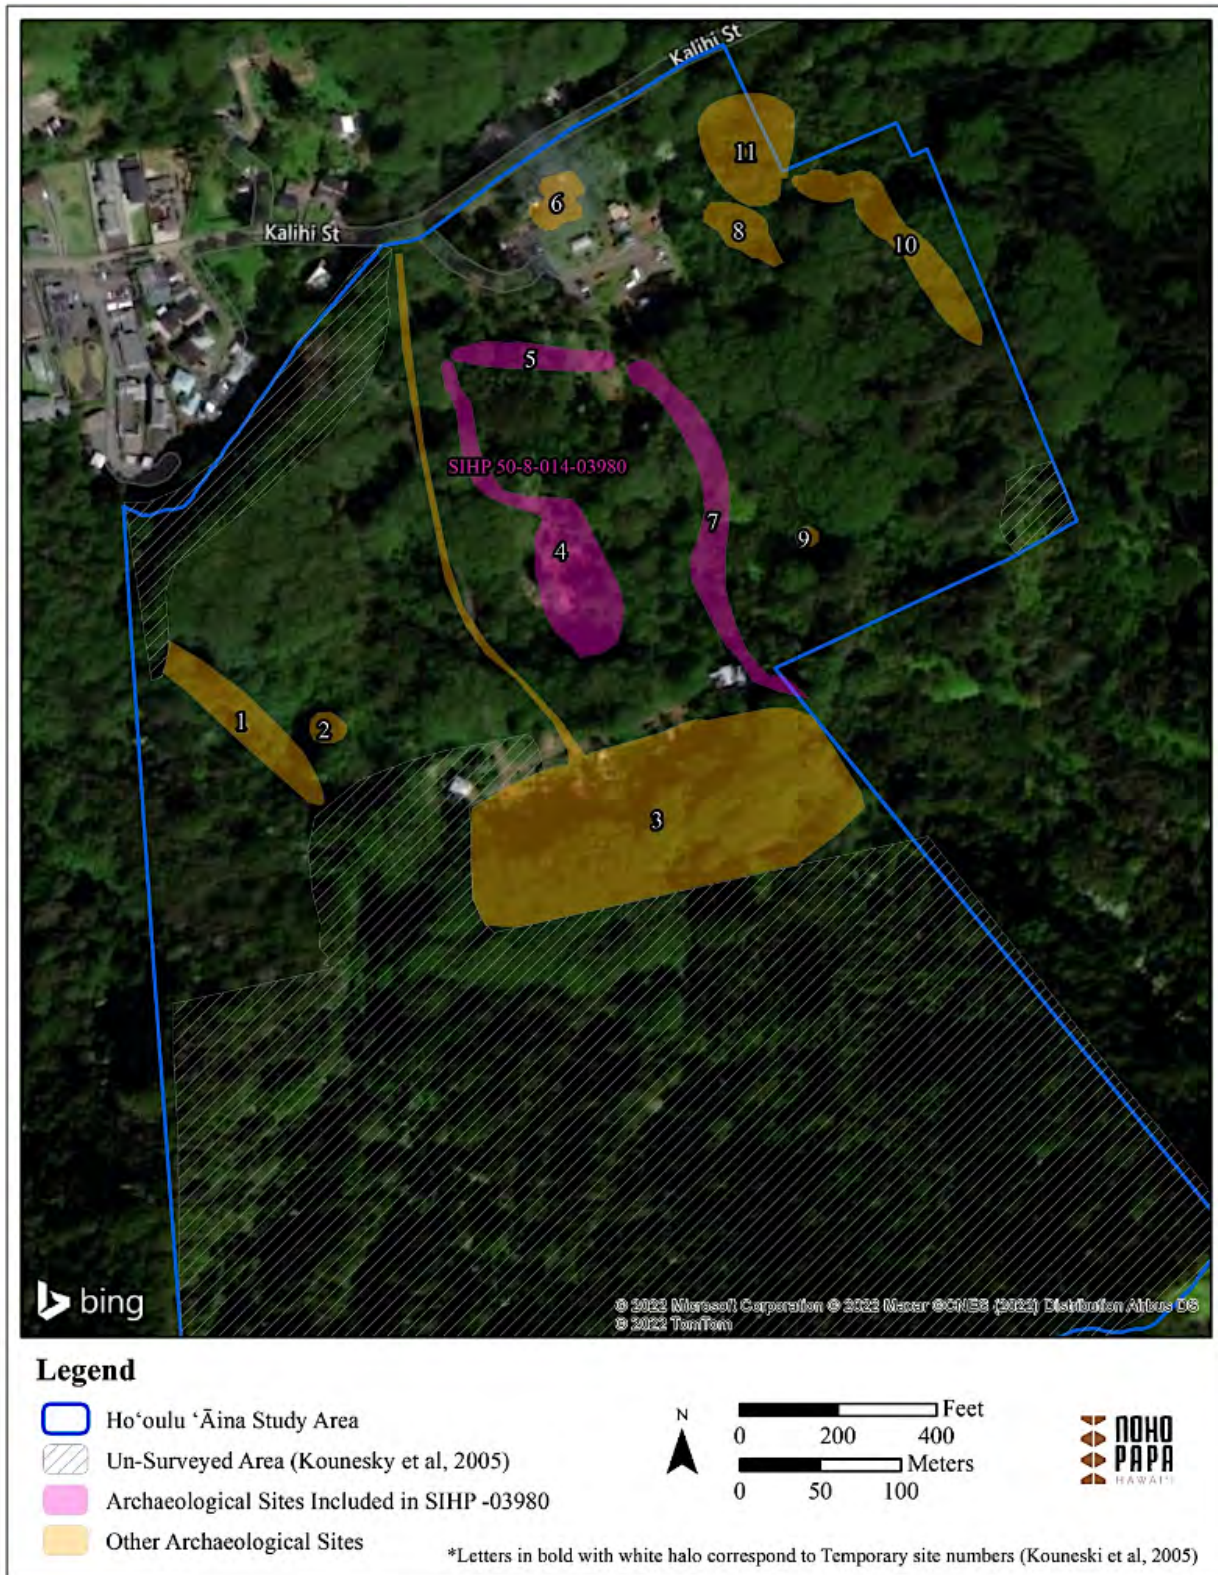 Kalihi St
11
6
Kalihi St
8
10
5
SIHP 50-8-014-03980
7
9
4
1
2
3
bing
© 2022 Microsoft Corporation © 2022 Maxar ©CNES (2022) Distribution Airbus DS
© 2022 TomTom
Legend
Ho‘oulu ‘Āina Study Area
Un-Surveyed Area (Kounesky et al, 2005)
Archaeological Sites Included in SIHP -03980
Other Archaeological Sites
N
Feet
0 200 400
Meters
0 50 100
NOHO
PAPA
HAWAI‘I
*Letters in bold with white halo correspond to Temporary site numbers (Kouneski et al, 2005)